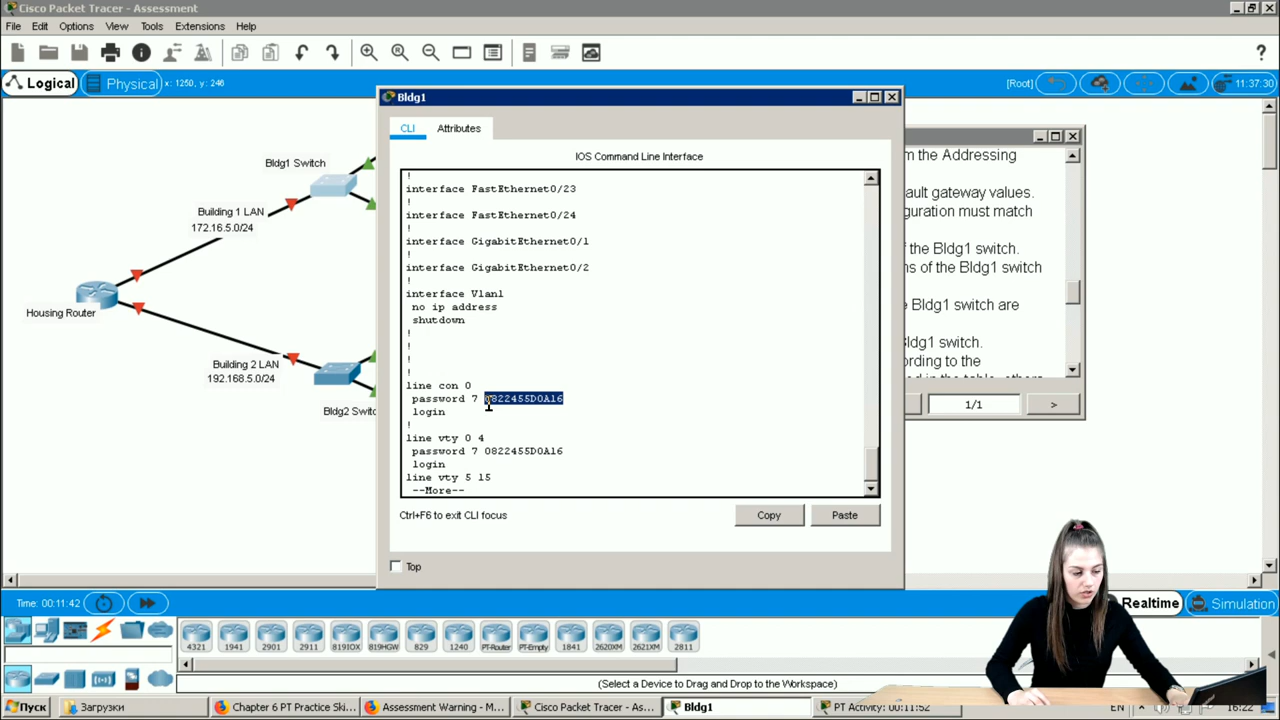 Cisco Packet Tracer - Assessment
File Edit Options View Tools Extensions Help
Logical Physical x: 1250, y: 246 [Root] 11:37:30
Bldg1
CLI Attributes
IOS Command Line Interface
!
interface FastEthernet0/23
!
interface FastEthernet0/24
!
interface GigabitEthernet0/1
!
interface GigabitEthernet0/2
!
interface Vlan1
no ip address
shutdown
!
!
!
!
line con 0
password 7 0822455D0A16
login
!
line vty 0 4
password 7 0822455D0A16
login
line vty 5 15
--More--
Ctrl+F6 to exit CLI focus
Copy Paste
Top
Bldg1 Switch
Building 1 LAN
172.16.5.0/24
Housing Router
Building 2 LAN
192.168.5.0/24
Bldg2 Switc
m the Addressing
ault gateway values.
guration must match
of the Bldg1 switch.
ns of the Bldg1 switch
e Bldg1 switch are
ldg1 switch.
ording to the
1/1 >
Time: 00:11:42 Realtime Simulation
4321 1941 2901 2911 819IOX 819HGW 829 1240 PT-Router PT-Empty 1841 2620XM 2621XM 2811
(Select a Device to Drag and Drop to the Workspace)
Пуск Загрузки Chapter 6 PT Practice Ski... Assessment Warning - M... Cisco Packet Tracer - As... Bldg1 PT Activity: 00:11:52 EN 16:22